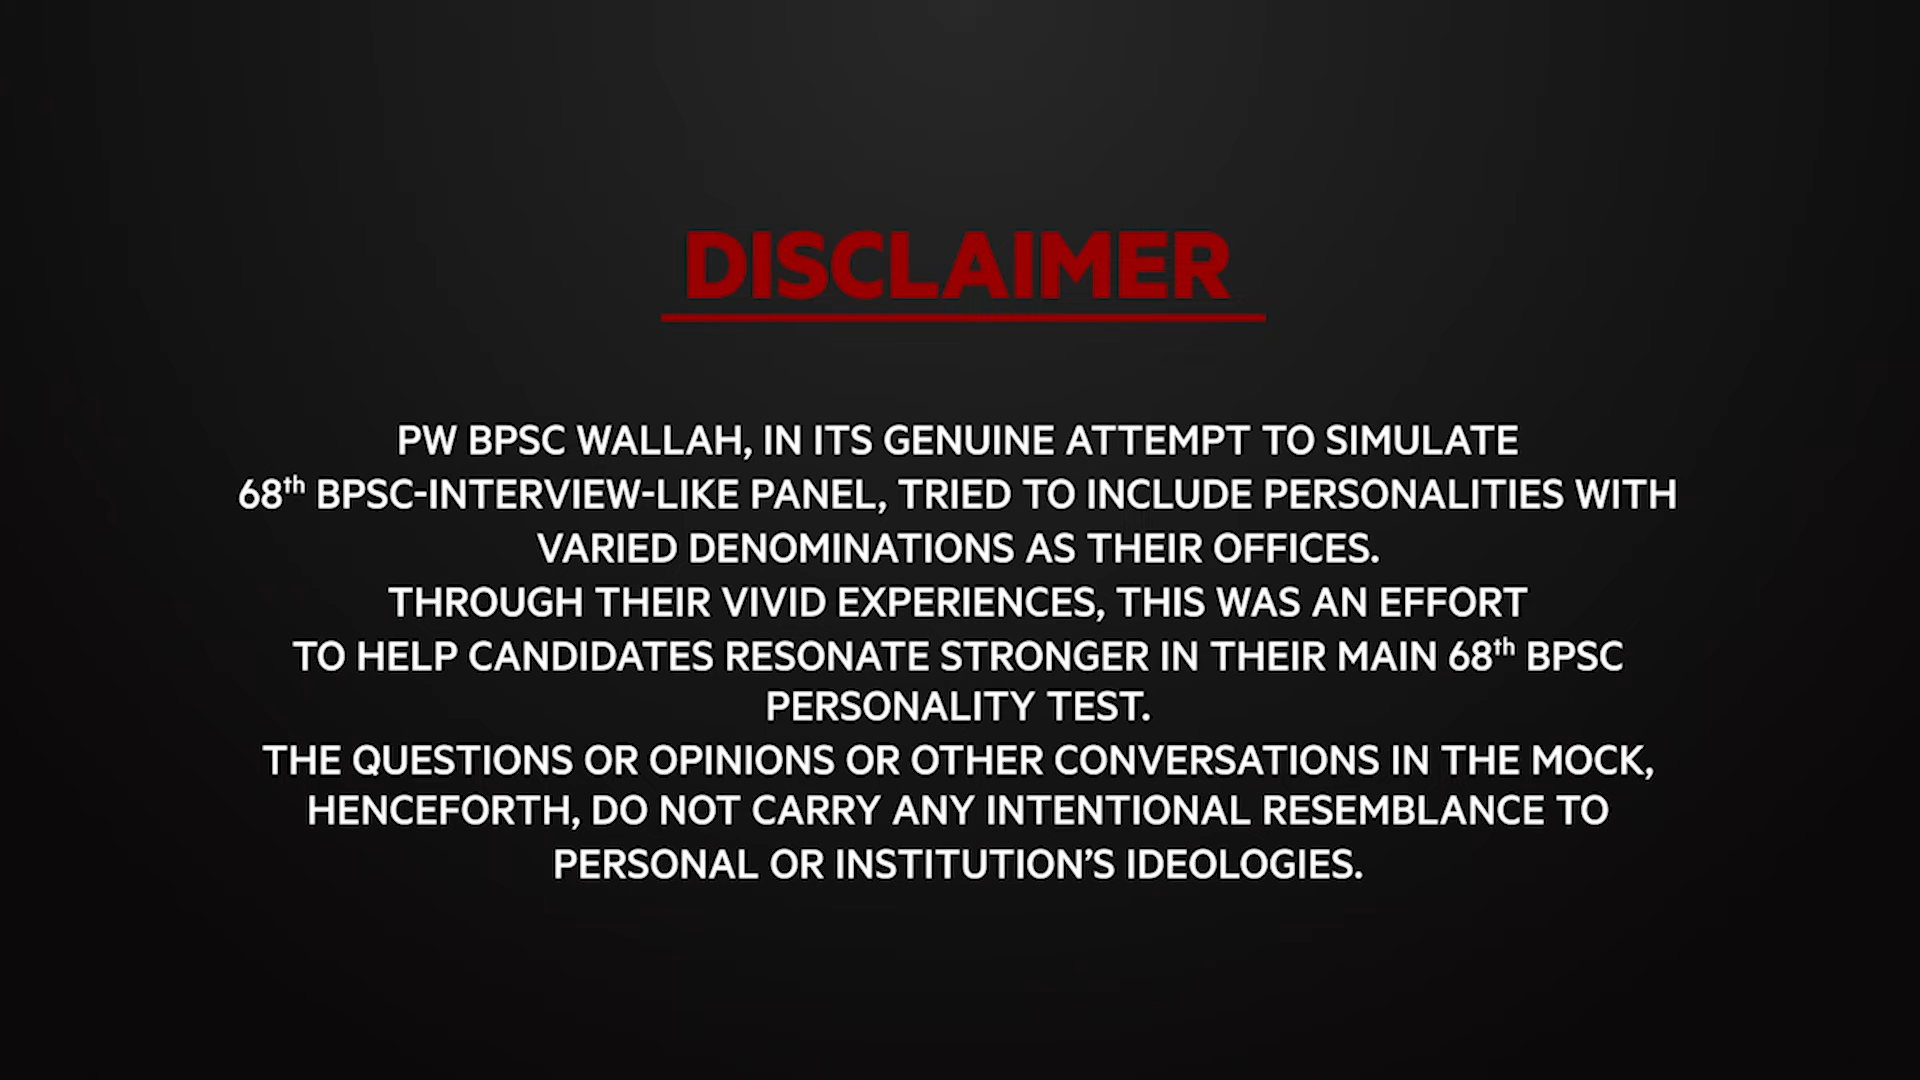 DISCLAIMER
PW BPSC WALLAH, IN ITS GENUINE ATTEMPT TO SIMULATE
68th BPSC-INTERVIEW-LIKE PANEL, TRIED TO INCLUDE PERSONALITIES WITH
VARIED DENOMINATIONS AS THEIR OFFICES.
THROUGH THEIR VIVID EXPERIENCES, THIS WAS AN EFFORT
TO HELP CANDIDATES RESONATE STRONGER IN THEIR MAIN 68th BPSC
PERSONALITY TEST.
THE QUESTIONS OR OPINIONS OR OTHER CONVERSATIONS IN THE MOCK,
HENCEFORTH, DO NOT CARRY ANY INTENTIONAL RESEMBLANCE TO
PERSONAL OR INSTITUTION’S IDEOLOGIES.